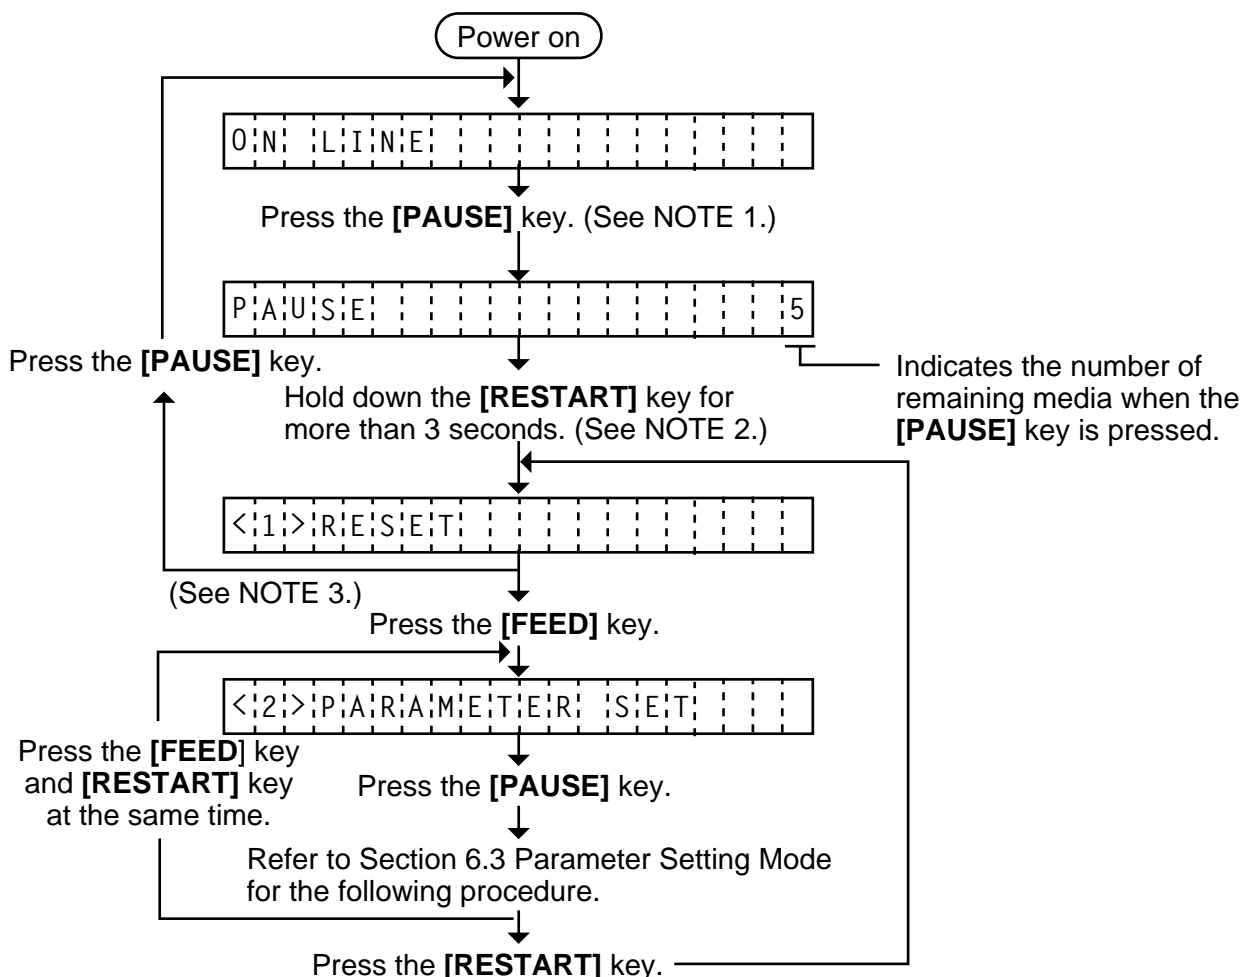 Power on
ON LINE
Press the [PAUSE] key. (See NOTE 1.)
PAUSE 5
Press the [PAUSE] key.
Indicates the number of
remaining media when the
[PAUSE] key is pressed.
Hold down the [RESTART] key for
more than 3 seconds. (See NOTE 2.)
<1>RESET
(See NOTE 3.)
Press the [FEED] key.
<2>PARAMETER SET
Press the [FEED] key
and [RESTART] key
at the same time.
Press the [PAUSE] key.
Refer to Section 6.3 Parameter Setting Mode
for the following procedure.
Press the [RESTART] key.